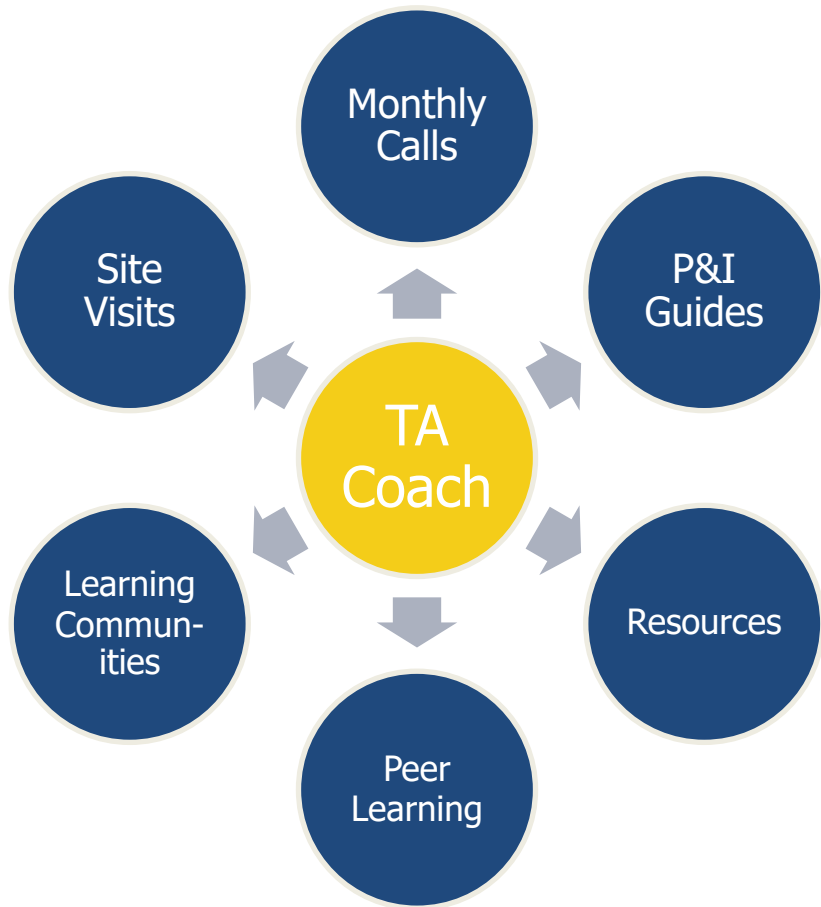 Monthly
Calls
Site
Visits
P&I
Guides
TA
Coach
Learning
Commun-
ities
Resources
Peer
Learning